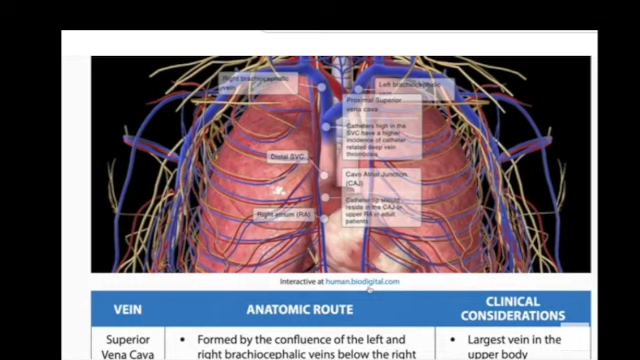 Right brachiocephalic
vein
Left brachiocephalic
Proximal Superior
vena cava
Catheters high in the
SVC have a higher
incidence of catheter
related deep vein
thrombosis
Distal SVC
Cavo Atrial Junction
(CAJ)
Catheter tip should
reside in the CAJ or
upper RA in adult
patients
Right atrium (RA)
Interactive at human.biodigital.com
VEIN
ANATOMIC ROUTE
CLINICAL
CONSIDERATIONS
Superior
Vena Cava
• Formed by the confluence of the left and
right brachiocephalic veins below the right
• Largest vein in the
upper body